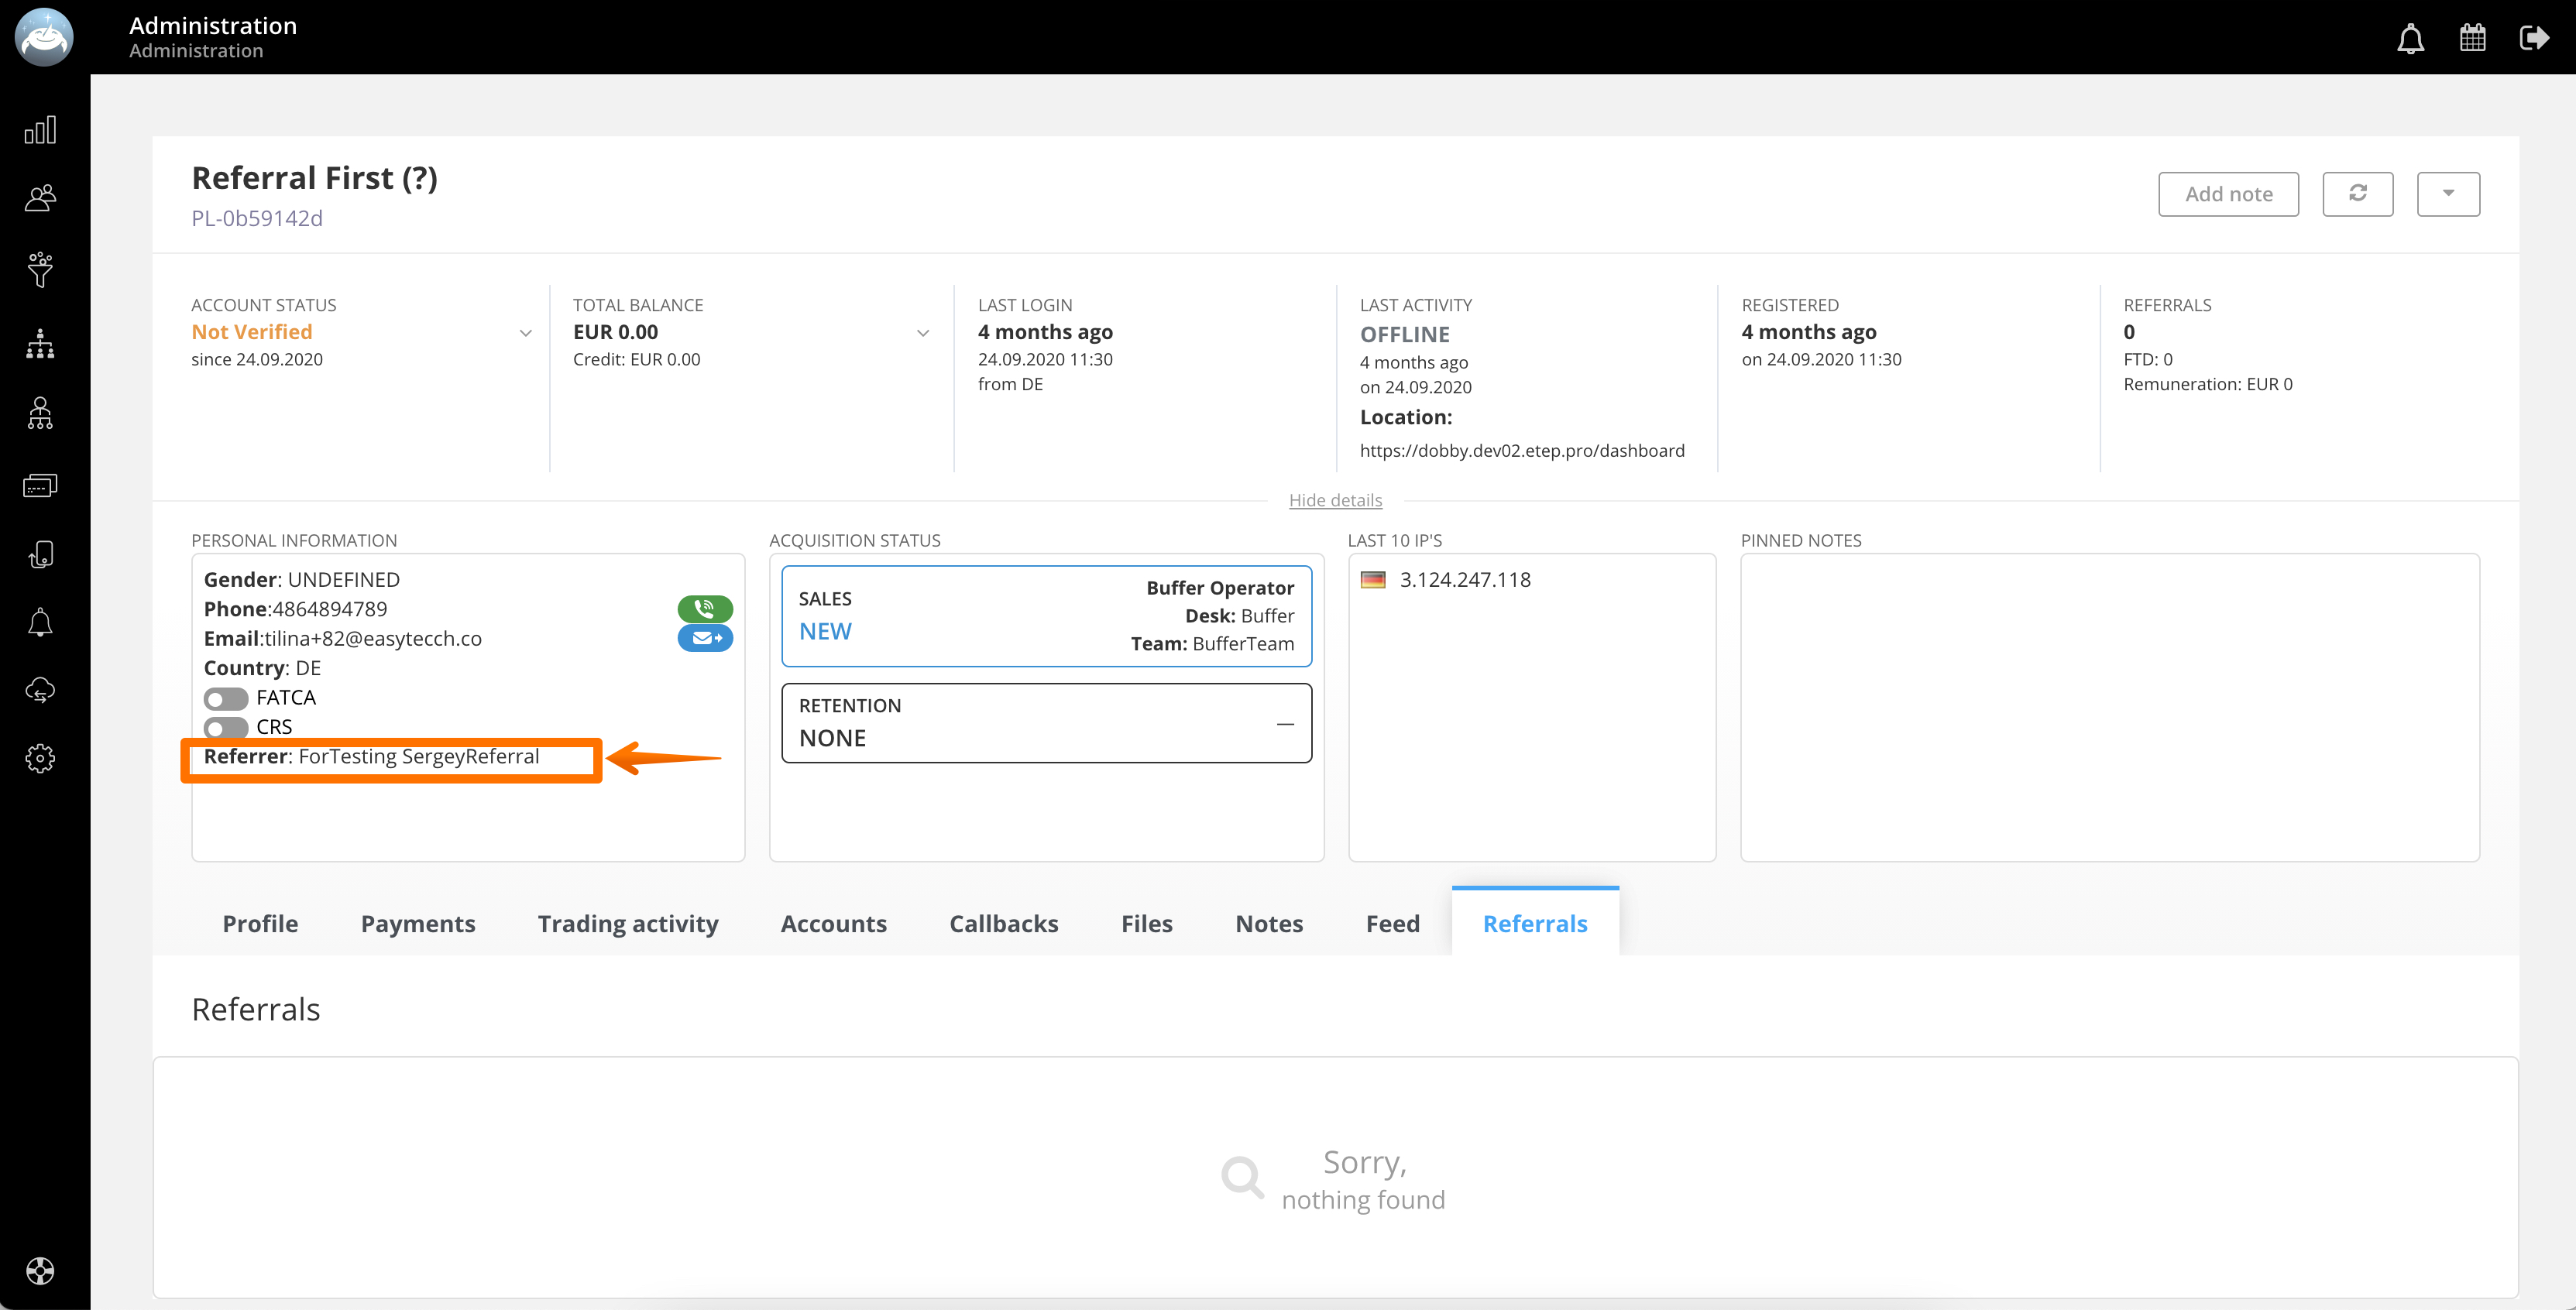 Administration
Administration
Referral First (?)
PL-0b59142d
Add note
ACCOUNT STATUS
Not Verified
since 24.09.2020
TOTAL BALANCE
EUR 0.00
Credit: EUR 0.00
LAST LOGIN
4 months ago
24.09.2020 11:30
from DE
LAST ACTIVITY
OFFLINE
4 months ago
on 24.09.2020
Location:
https://dobby.dev02.etep.pro/dashboard
REGISTERED
4 months ago
on 24.09.2020 11:30
REFERRALS
0
FTD: 0
Remuneration: EUR 0
Hide details
PERSONAL INFORMATION
Gender: UNDEFINED
Phone:4864894789
Email:tilina+82@easytecch.co
Country: DE
FATCA
CRS
Referrer: ForTesting SergeyReferral
ACQUISITION STATUS
SALES
NEW
Buffer Operator
Desk: Buffer
Team: BufferTeam
RETENTION
NONE
—
LAST 10 IP'S
3.124.247.118
PINNED NOTES
Profile Payments Trading activity Accounts Callbacks Files Notes Feed Referrals
Referrals
Sorry,
nothing found